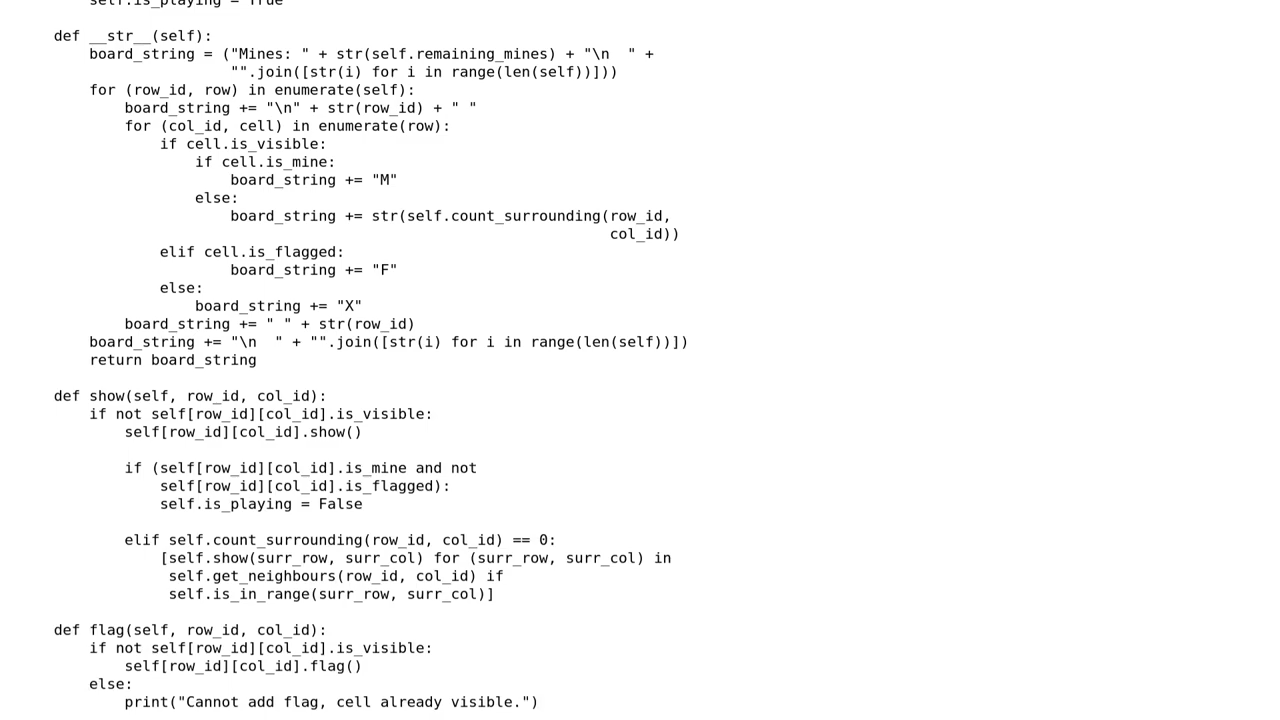 self.is_playing = True

    def __str__(self):
        board_string = ("Mines: " + str(self.remaining_mines) + "\n  " +
                        "".join([str(i) for i in range(len(self))]))
        for (row_id, row) in enumerate(self):
            board_string += "\n" + str(row_id) + " "
            for (col_id, cell) in enumerate(row):
                if cell.is_visible:
                    if cell.is_mine:
                        board_string += "M"
                    else:
                        board_string += str(self.count_surrounding(row_id,
                                                                   col_id))
                elif cell.is_flagged:
                        board_string += "F"
                else:
                    board_string += "X"
            board_string += " " + str(row_id)
        board_string += "\n  " + "".join([str(i) for i in range(len(self))])
        return board_string

    def show(self, row_id, col_id):
        if not self[row_id][col_id].is_visible:
            self[row_id][col_id].show()

            if (self[row_id][col_id].is_mine and not
                self[row_id][col_id].is_flagged):
                self.is_playing = False

            elif self.count_surrounding(row_id, col_id) == 0:
                [self.show(surr_row, surr_col) for (surr_row, surr_col) in
                 self.get_neighbours(row_id, col_id) if
                 self.is_in_range(surr_row, surr_col)]

    def flag(self, row_id, col_id):
        if not self[row_id][col_id].is_visible:
            self[row_id][col_id].flag()
        else:
            print("Cannot add flag, cell already visible.")